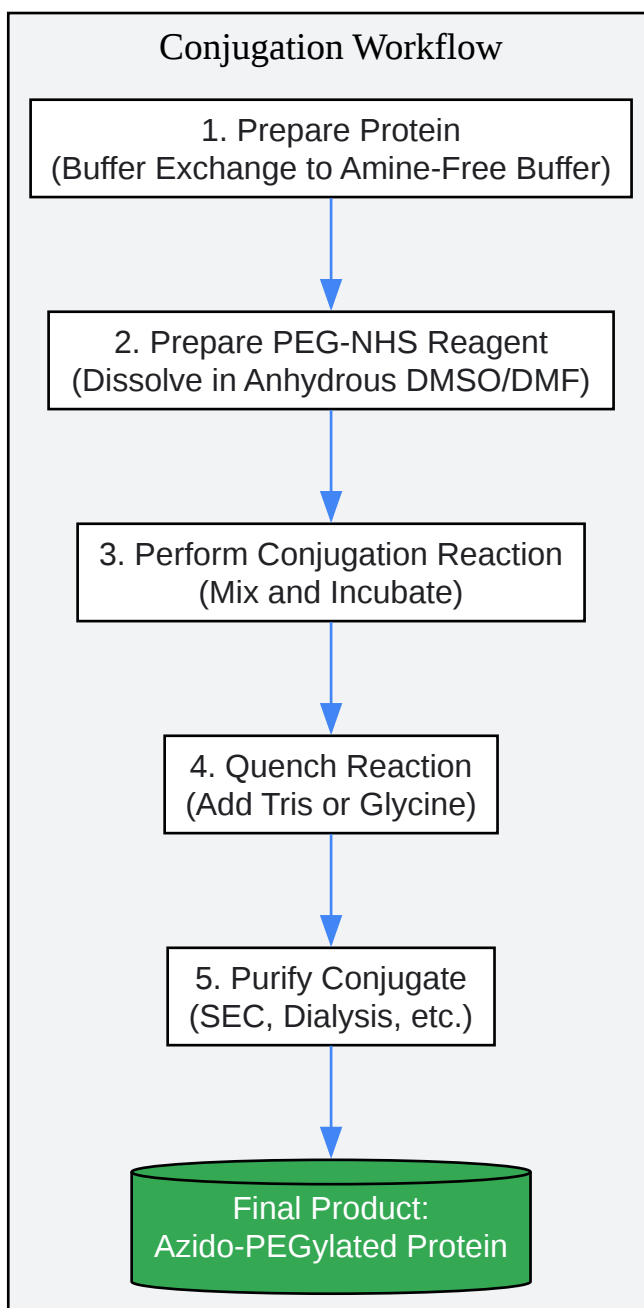 Conjugation Workflow
1. Prepare Protein
(Buffer Exchange to Amine-Free Buffer)
2. Prepare PEG-NHS Reagent
(Dissolve in Anhydrous DMSO/DMF)
3. Perform Conjugation Reaction
(Mix and Incubate)
4. Quench Reaction
(Add Tris or Glycine)
5. Purify Conjugate
(SEC, Dialysis, etc.)
Final Product:
Azido-PEGylated Protein